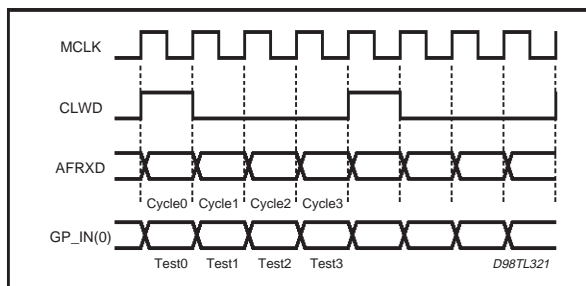 MCLK
CLWD
AFRXD
Cycle0 Cycle1 Cycle2 Cycle3
GP_IN(0)
Test0 Test1 Test2 Test3 D98TL321